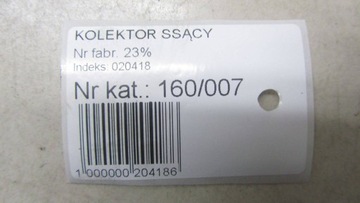 KOLEKTOR SSĄCY
Nr fabr. 23%
Indeks: 020418
Nr kat.: 160/007
1 000000 204186